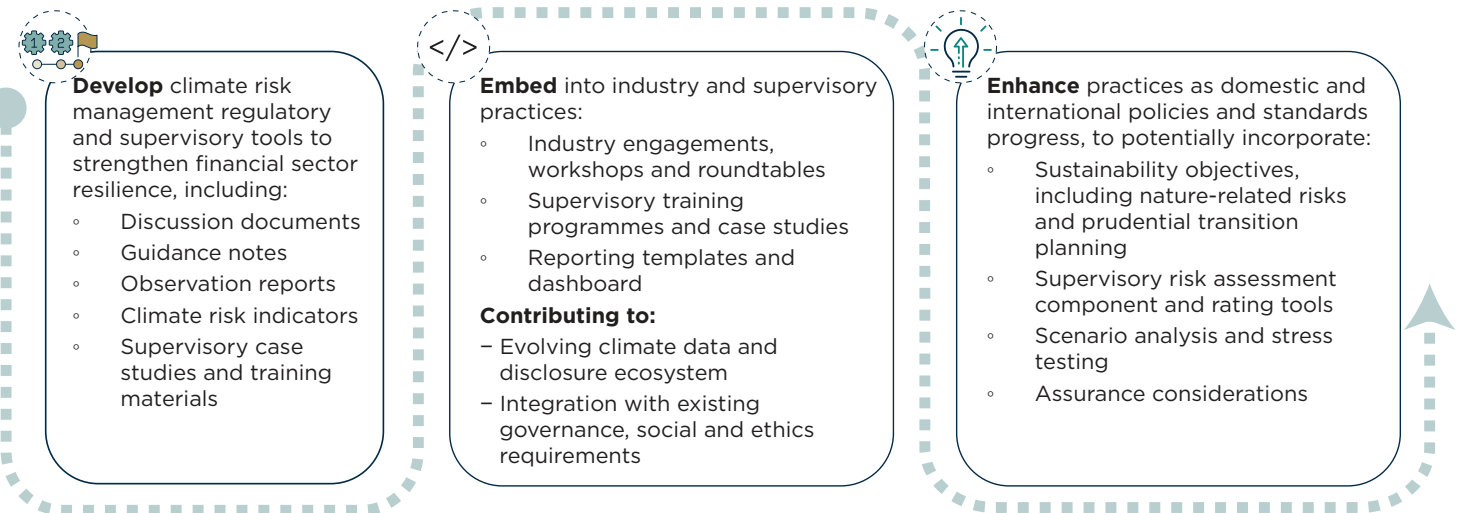 1 2
Develop climate risk
management regulatory
and supervisory tools to
strengthen financial sector
resilience, including:
◦ Discussion documents
◦ Guidance notes
◦ Observation reports
◦ Climate risk indicators
◦ Supervisory case
studies and training
materials
</>
Embed into industry and supervisory
practices:
◦ Industry engagements,
workshops and roundtables
◦ Supervisory training
programmes and case studies
◦ Reporting templates and
dashboard
Contributing to:
– Evolving climate data and
disclosure ecosystem
– Integration with existing
governance, social and ethics
requirements
Enhance practices as domestic and
international policies and standards
progress, to potentially incorporate:
◦ Sustainability objectives,
including nature-related risks
and prudential transition
planning
◦ Supervisory risk assessment
component and rating tools
◦ Scenario analysis and stress
testing
◦ Assurance considerations